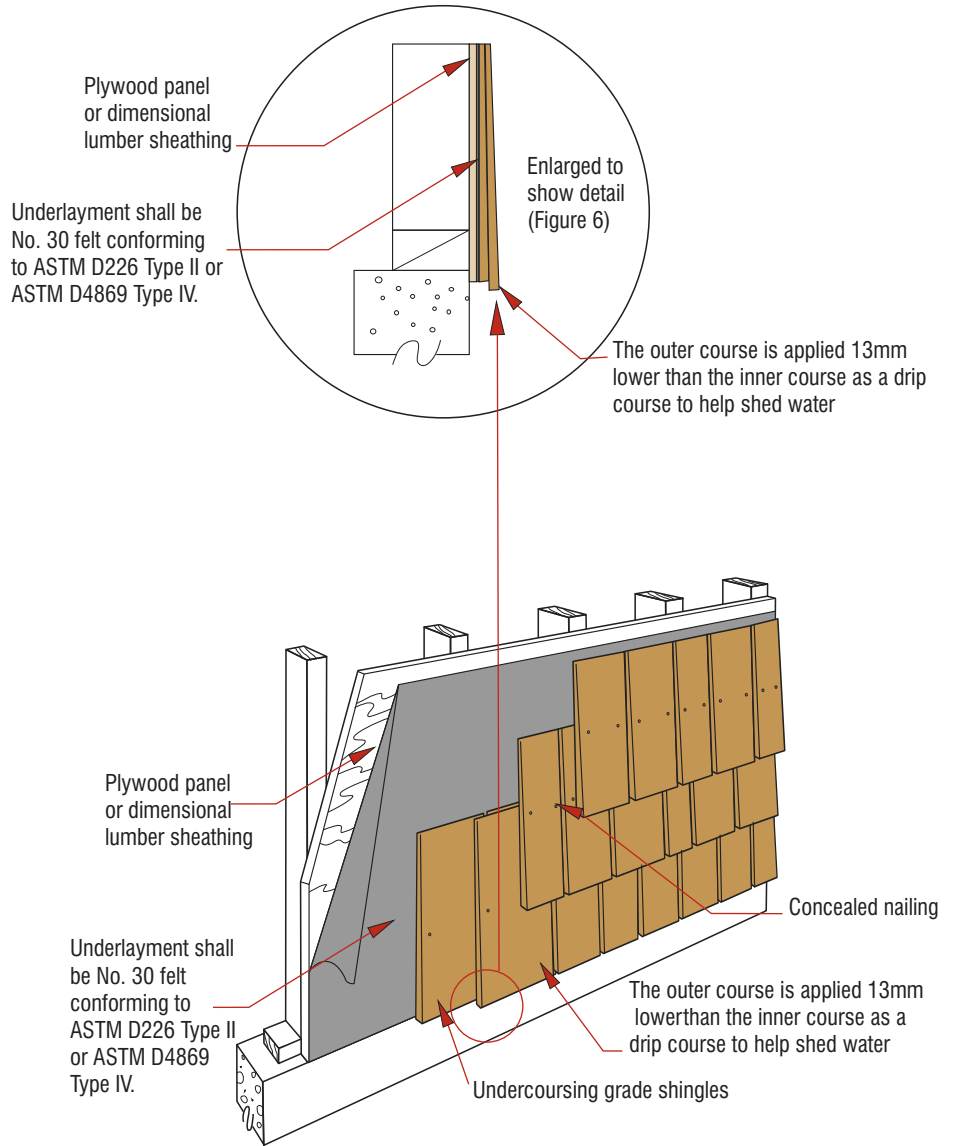 Plywood panel
or dimensional
lumber sheathing
Underlayment shall be
No. 30 felt conforming
to ASTM D226 Type II or
ASTM D4869 Type IV.
Enlarged to
show detail
(Figure 6)
The outer course is applied 13mm
lower than the inner course as a drip
course to help shed water
Plywood panel
or dimensional
lumber sheathing
Concealed nailing
Underlayment shall
be No. 30 felt
conforming to
ASTM D226 Type II
or ASTM D4869
Type IV.
The outer course is applied 13mm
lowerthan the inner course as a
drip course to help shed water
Undercoursing grade shingles